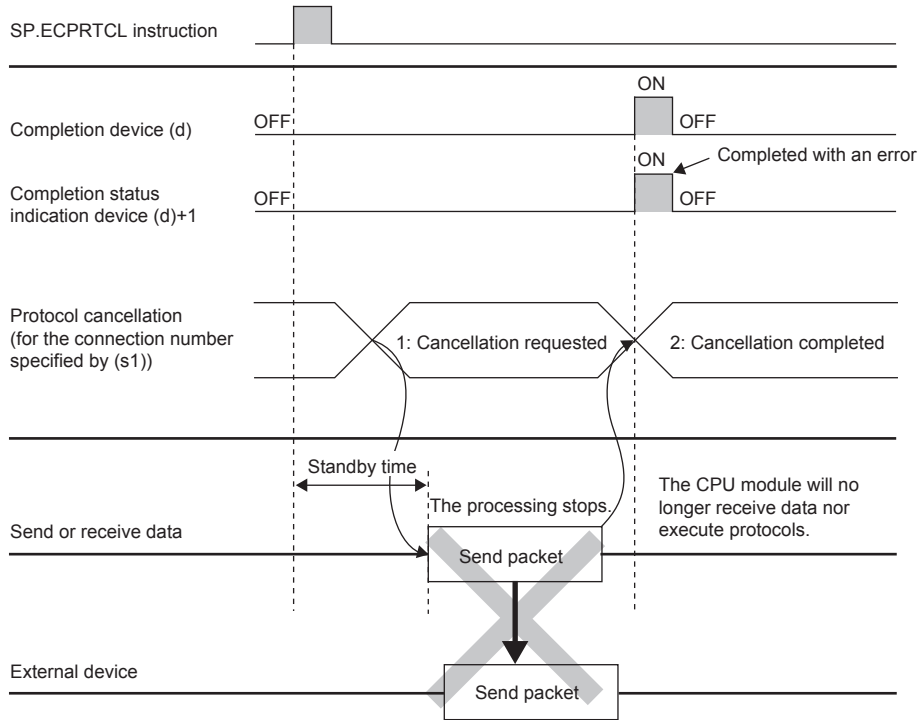 SP.ECPRTCL instruction
ON
Completion device (d)
OFF
OFF
ON
Completed with an error
Completion status
indication device (d)+1
OFF
OFF
Protocol cancellation
(for the connection number
specified by (s1))
1: Cancellation requested
2: Cancellation completed
Standby time
The processing stops.
The CPU module will no
longer receive data nor
execute protocols.
Send or receive data
Send packet
External device
Send packet